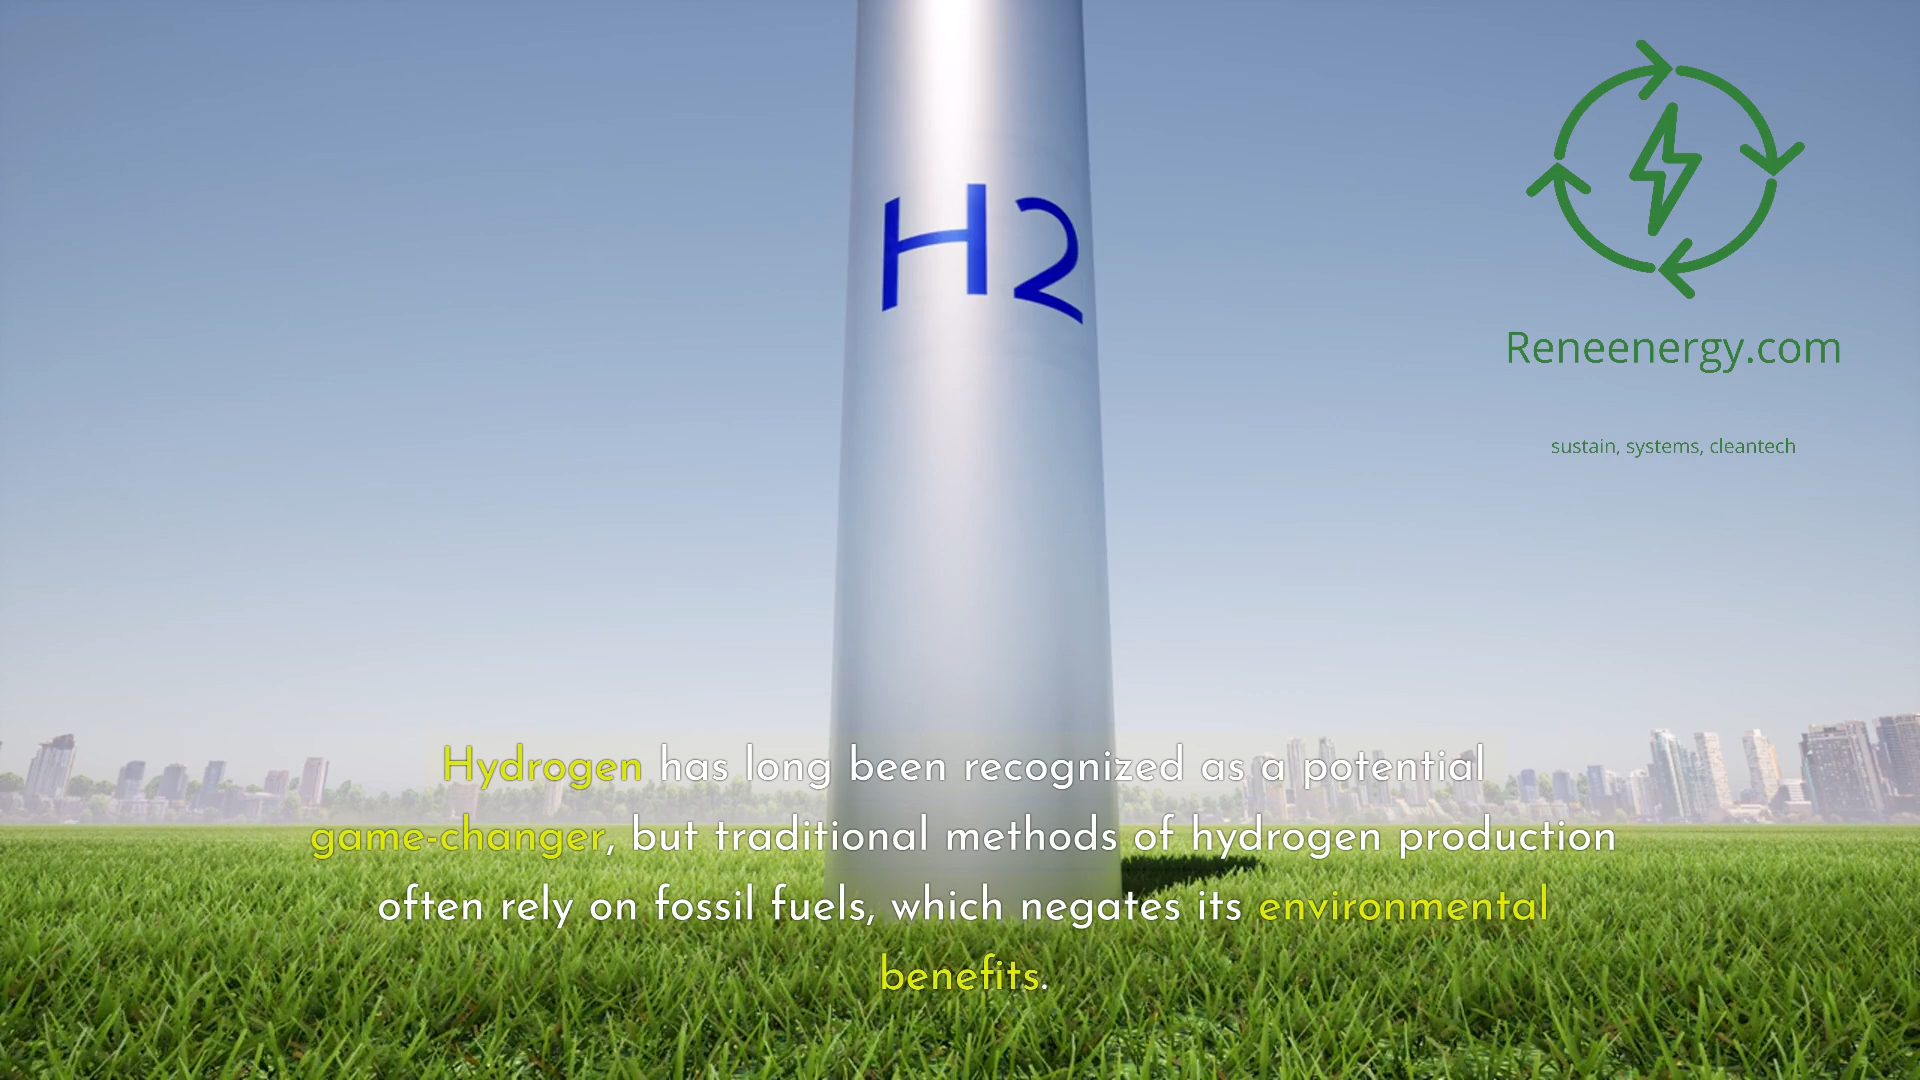 H2
Reneenergy.com
sustain, systems, cleantech
Hydrogen has long been recognized as a potential
game-changer, but traditional methods of hydrogen production
often rely on fossil fuels, which negates its environmental
benefits.